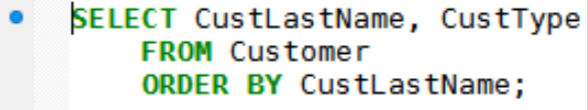 SELECT CustLastName, CustType
FROM Customer
ORDER BY CustLastName;